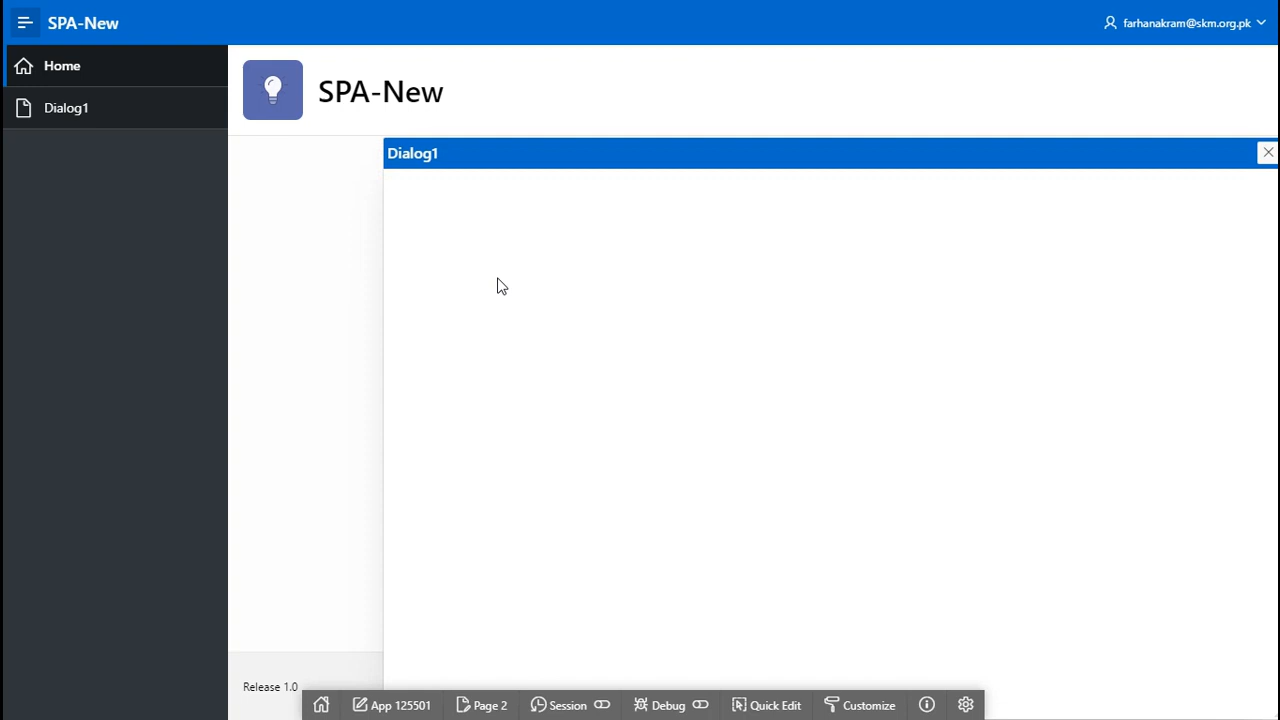 SPA-New
farhanakram@skm.org.pk
Home
Dialog1
SPA-New
Dialog1
Release 1.0
App 125501
Page 2
Session
Debug
Quick Edit
Customize